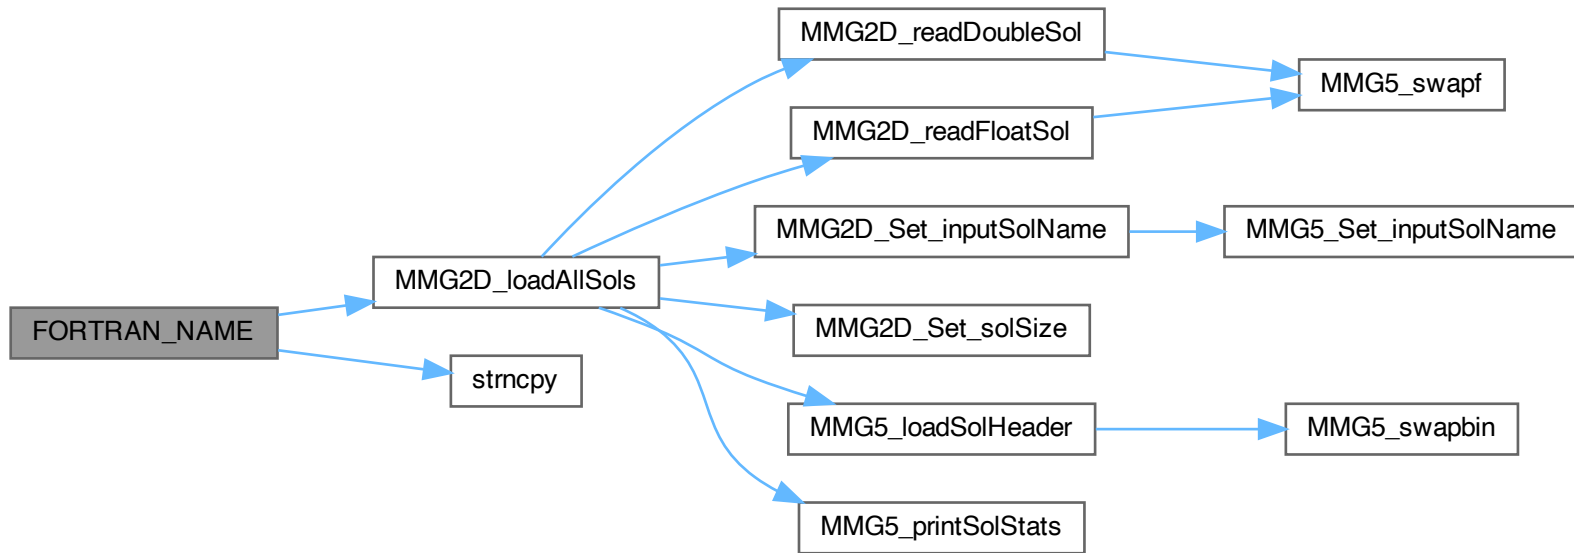 MMG2D_readDoubleSol
MMG5_swapf
MMG2D_readFloatSol
MMG2D_Set_inputSolName
MMG5_Set_inputSolName
MMG2D_loadAllSols
FORTRAN_NAME
MMG2D_Set_solSize
strncpy
MMG5_loadSolHeader
MMG5_swapbin
MMG5_printSolStats